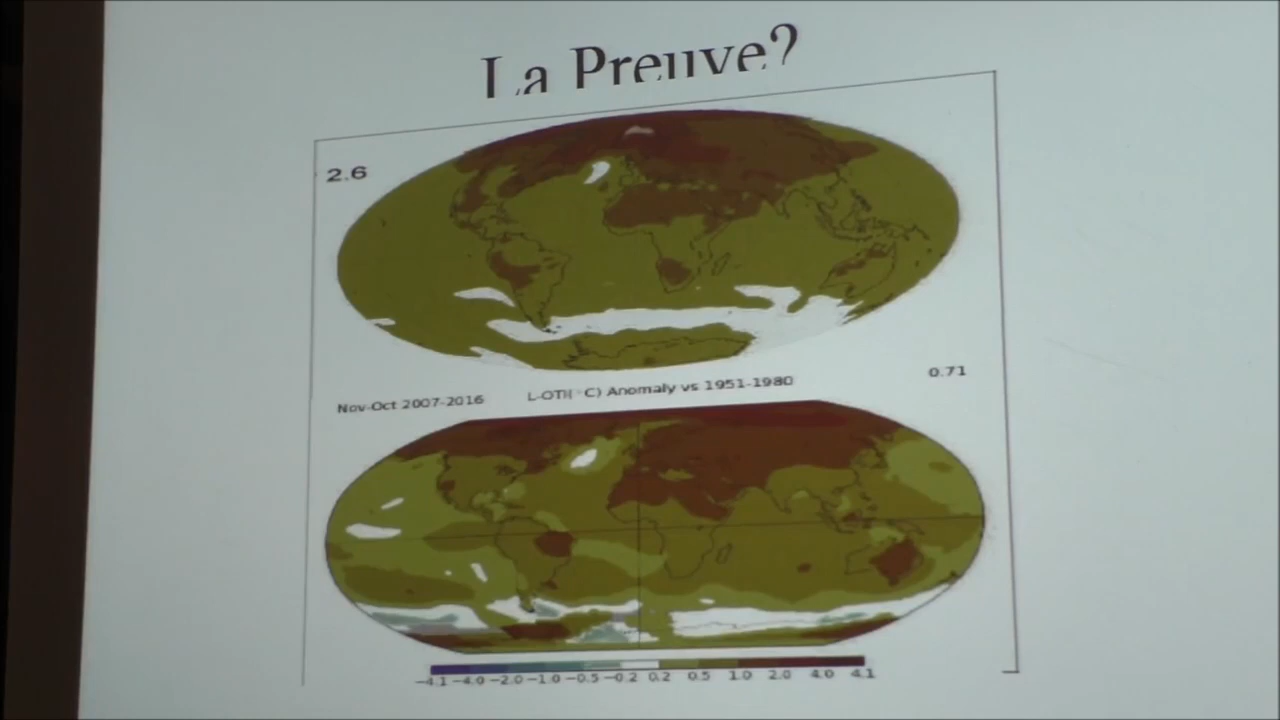 La Preuve?
2.6
Nov-Oct 2007-2016 L-OTI(°C) Anomaly vs 1951-1980 0.71
−4.1 −4.0 −2.0 −1.0 −0.5 −0.2 0.2 0.5 1.0 2.0 4.0 4.1